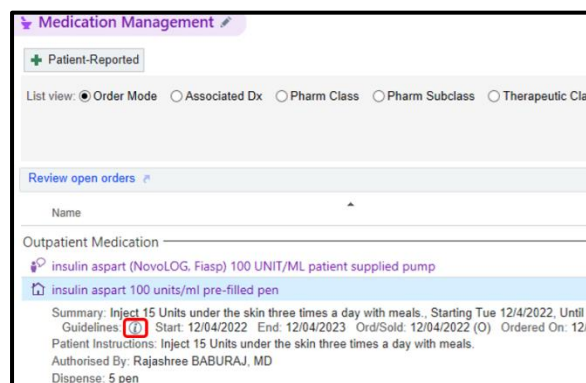 Medication Management
Patient-Reported
List view: Order Mode Associated Dx Pharm Class Pharm Subclass Therapeutic Cla
Review open orders
Name
Outpatient Medication
insulin aspart (NovoLOG, Fiasp) 100 UNIT/ML patient supplied pump
insulin aspart 100 units/ml pre-filled pen
Summary: Inject 15 Units under the skin three times a day with meals., Starting Tue 12/4/2022, Until
Guidelines: Start: 12/04/2022 End: 12/04/2023 Ord/Sold: 12/04/2022 (O) Ordered On: 12/
Patient Instructions: Inject 15 Units under the skin three times a day with meals.
Authorised By: Rajashree BABURAJ, MD
Dispense: 5 pen